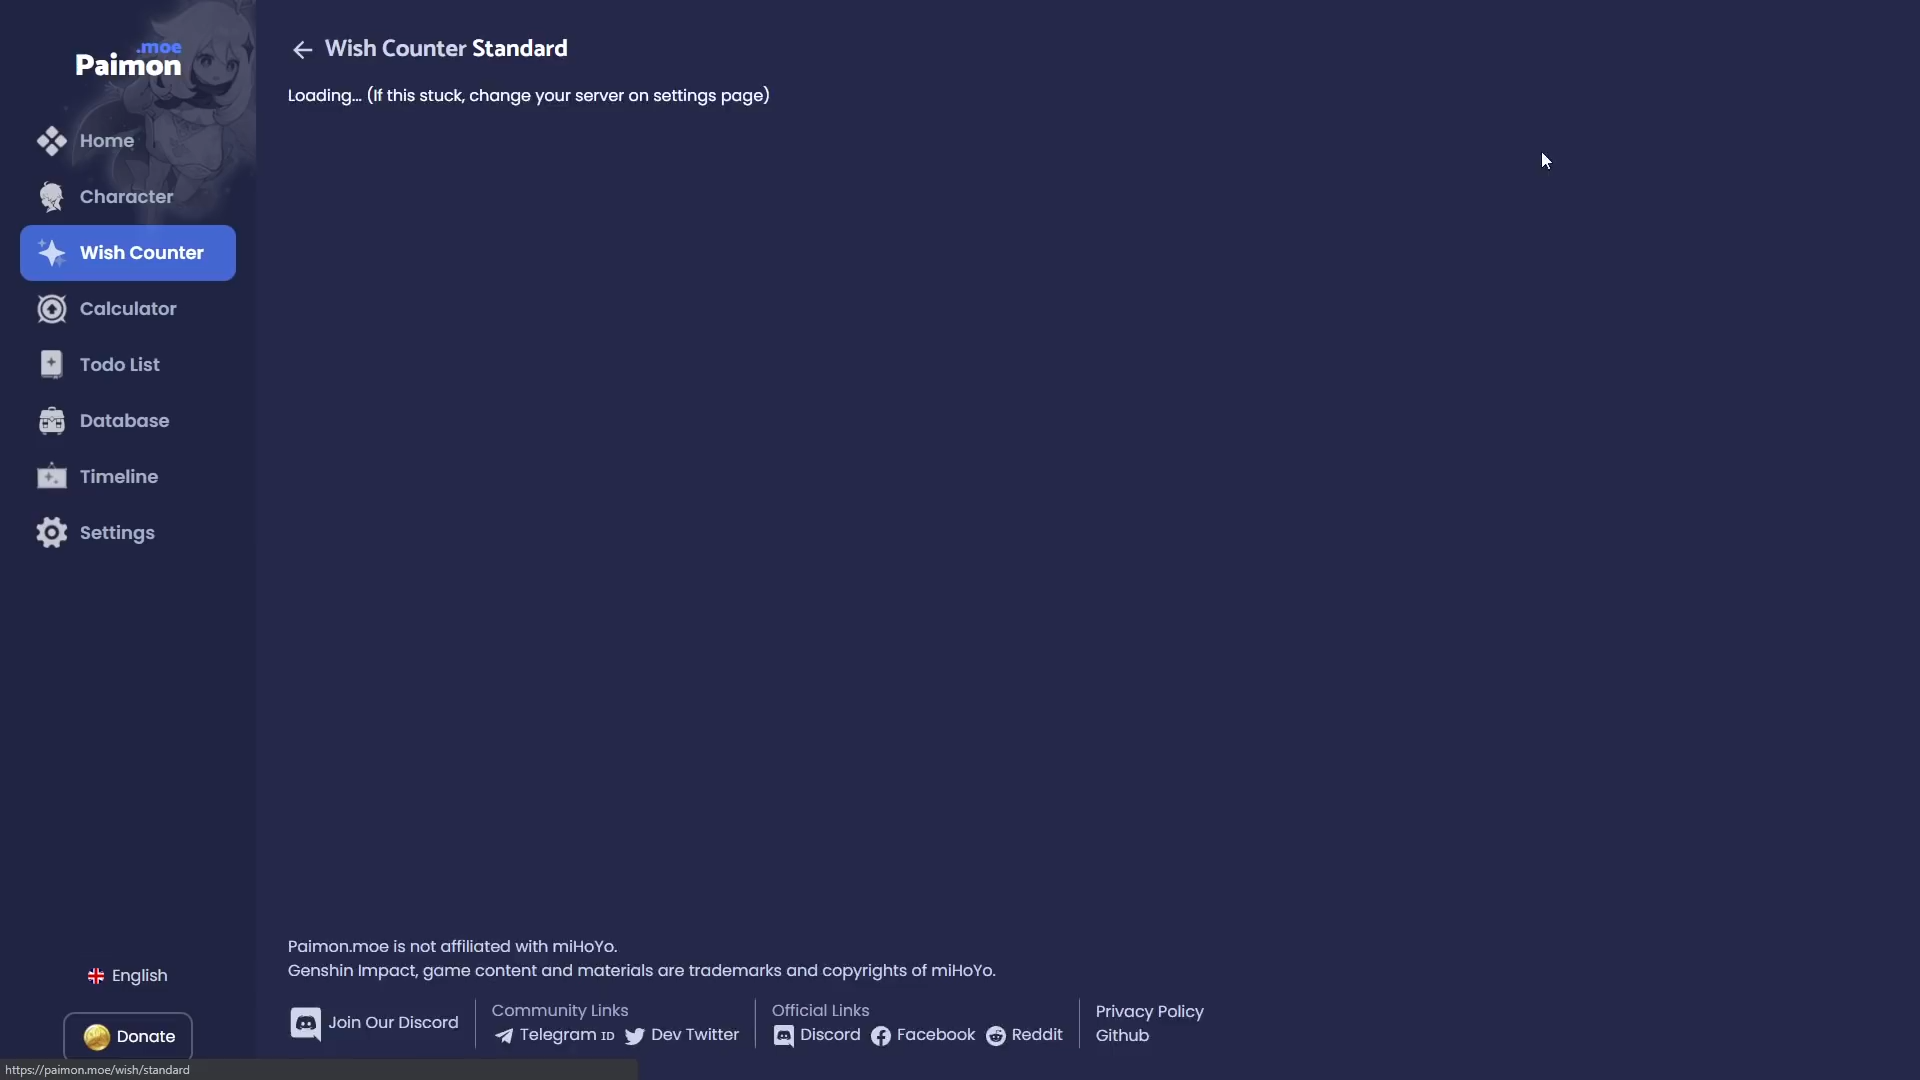 .moe
Paimon
Home
Character
Wish Counter
Calculator
Todo List
Database
Timeline
Settings
English
Donate
https://paimon.moe/wish/standard
Wish Counter Standard
Loading... (If this stuck, change your server on settings page)
Paimon.moe is not affiliated with miHoYo.
Genshin Impact, game content and materials are trademarks and copyrights of miHoYo.
Join Our Discord
Community Links
Telegram ID Dev Twitter
Official Links
Discord Facebook Reddit
Privacy Policy
Github